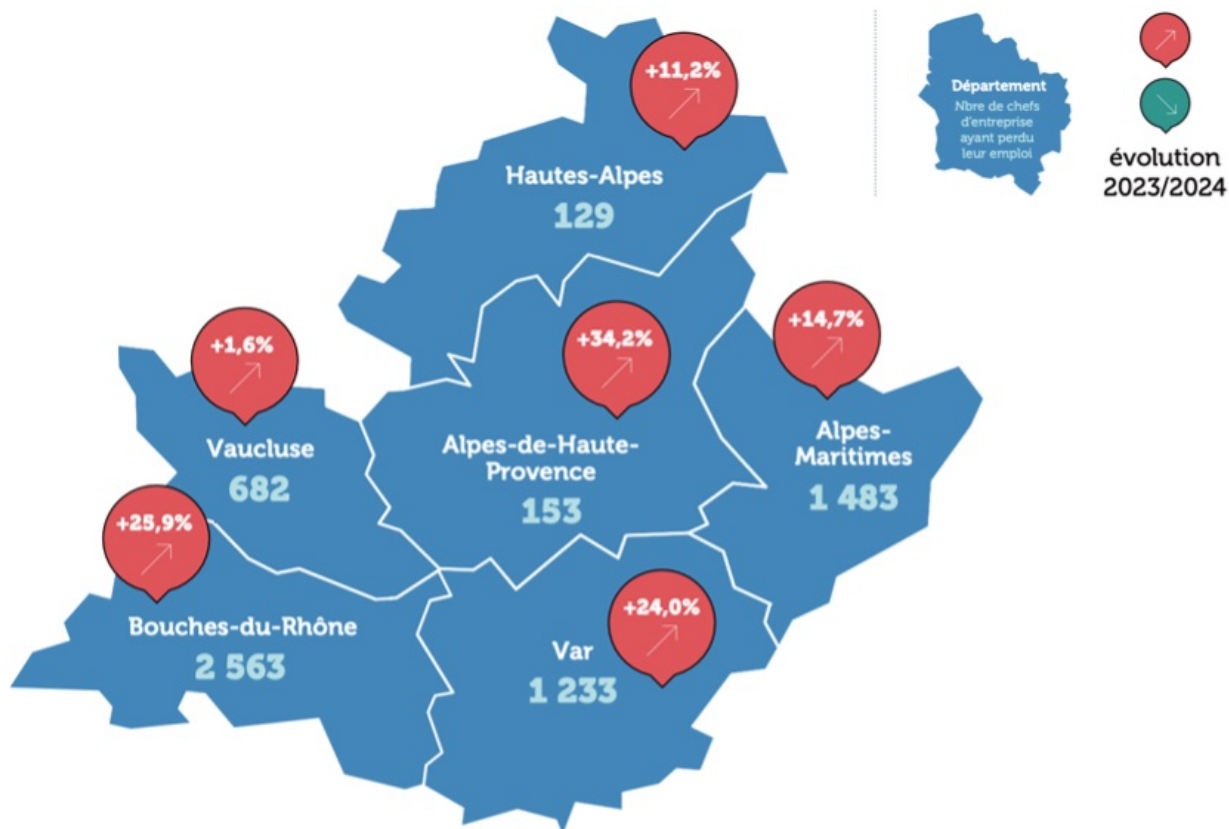 +11,2%
Hautes-Alpes
129
Département
Nbre de chefs
d'entreprise
ayant perdu
leur emploi
évolution
2023/2024
+1,6%
Vaucluse
682
+34,2%
Alpes-de-Haute-
Provence
153
+14,7%
Alpes-
Maritimes
1 483
+25,9%
Bouches-du-Rhône
2 563
+24,0%
Var
1 233